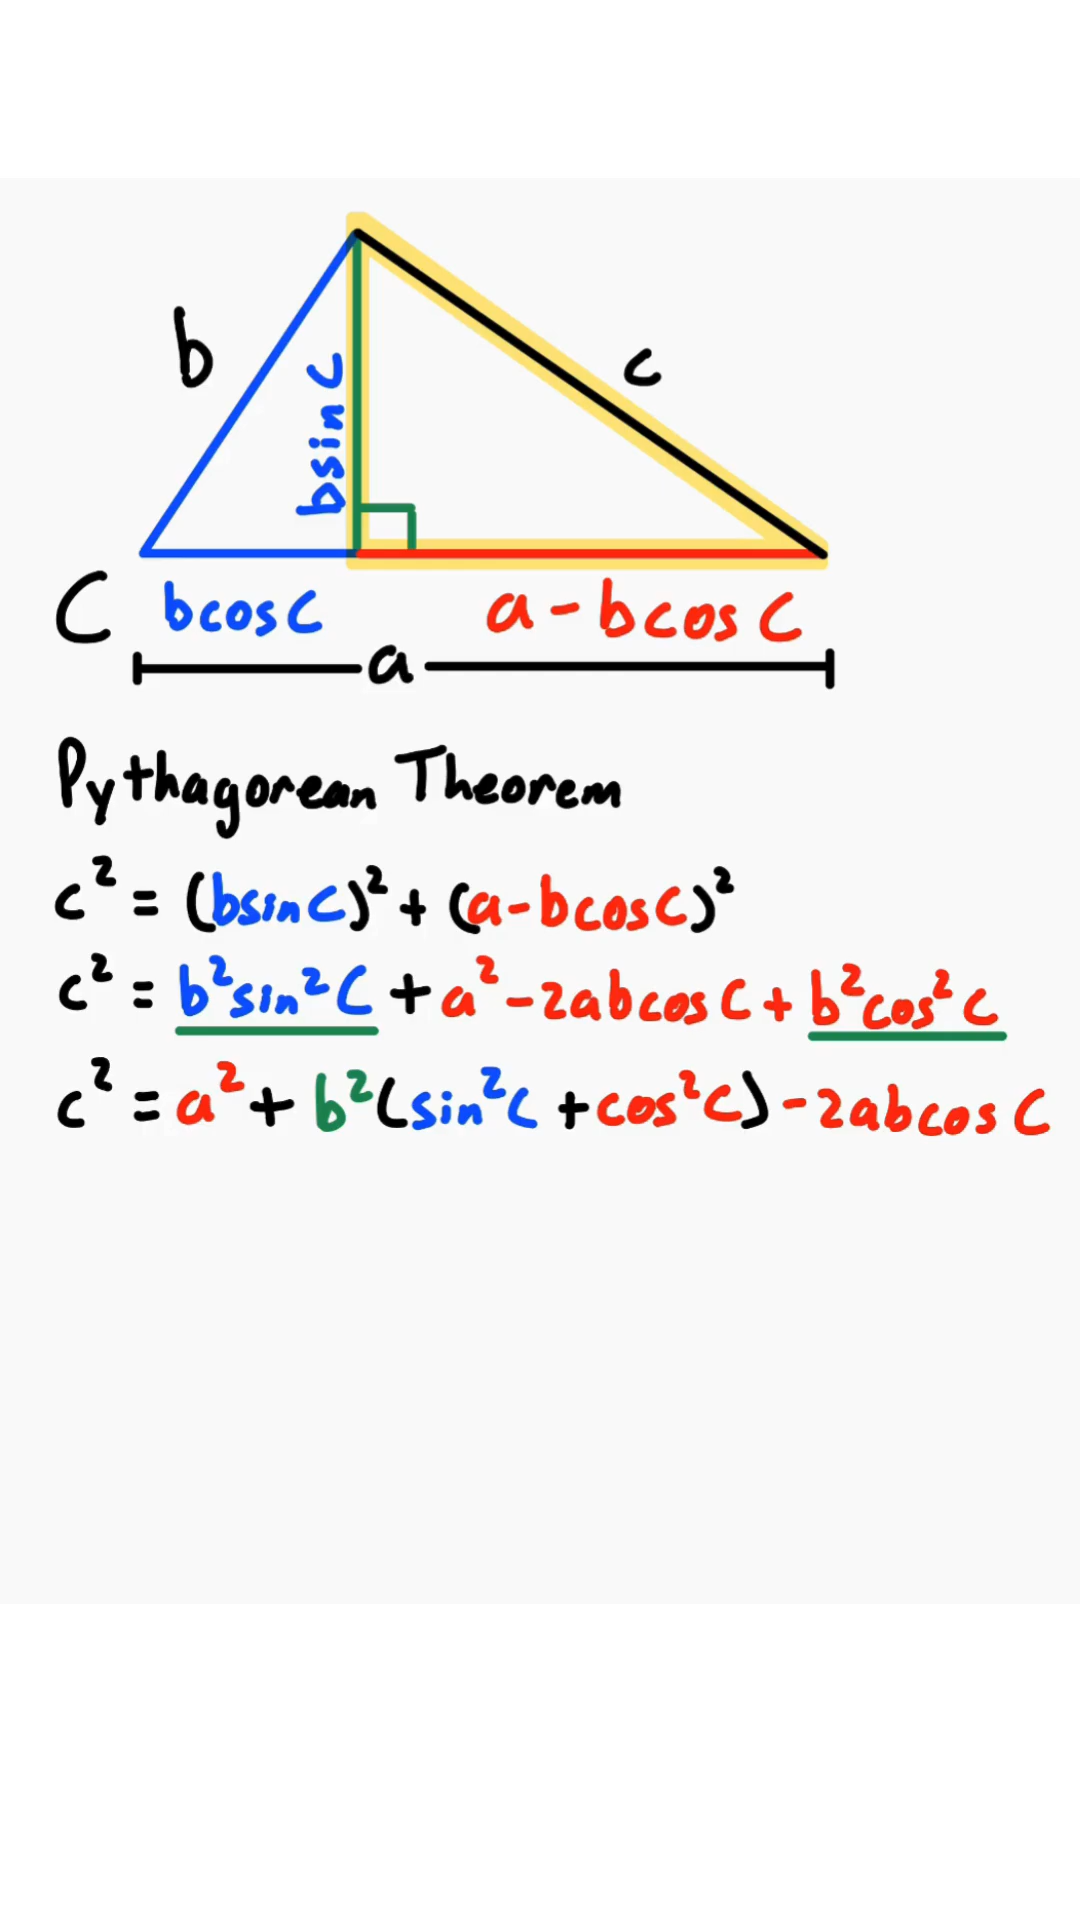 b
c
bsin C
C
bcosC
a - bcos C
a
Pythagorean Theorem
c² = (bsinC)² + (a-bcosC)²
c² = b²sin²C + a² - 2abcos C + b²cos²C
c² = a² + b²(sin²C + cos²C) - 2abcos C